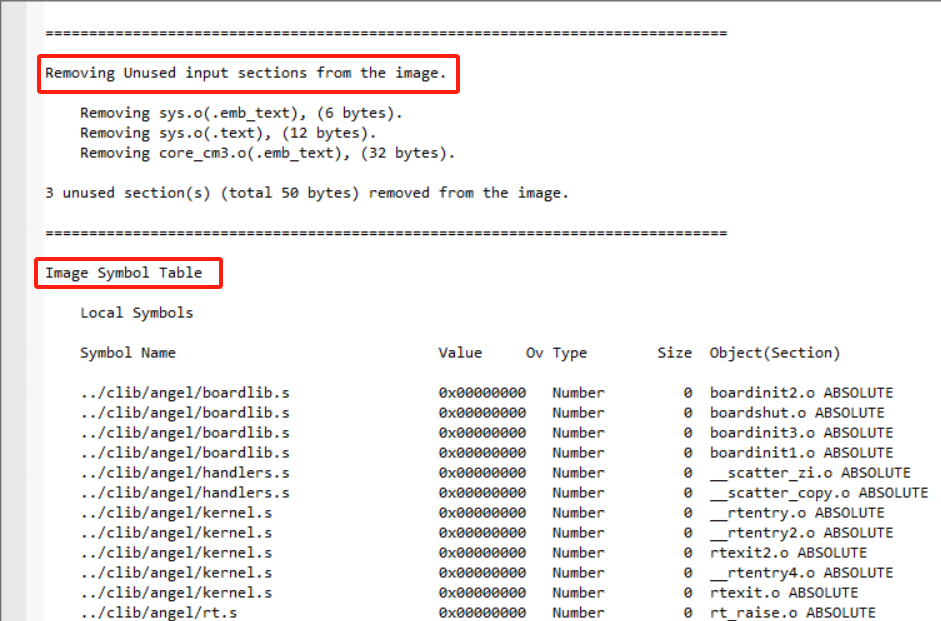 ==============================================================================
Removing Unused input sections from the image.
Removing sys.o(.emb_text), (6 bytes).
Removing sys.o(.text), (12 bytes).
Removing core_cm3.o(.emb_text), (32 bytes).
3 unused section(s) (total 50 bytes) removed from the image.
==============================================================================
Image Symbol Table
Local Symbols
Symbol Name Value Ov Type Size Object(Section)
../clib/angel/boardlib.s 0x00000000 Number 0 boardinit2.o ABSOLUTE
../clib/angel/boardlib.s 0x00000000 Number 0 boardshut.o ABSOLUTE
../clib/angel/boardlib.s 0x00000000 Number 0 boardinit3.o ABSOLUTE
../clib/angel/boardlib.s 0x00000000 Number 0 boardinit1.o ABSOLUTE
../clib/angel/handlers.s 0x00000000 Number 0 __scatter_zi.o ABSOLUTE
../clib/angel/handlers.s 0x00000000 Number 0 __scatter_copy.o ABSOLUTE
../clib/angel/kernel.s 0x00000000 Number 0 __rtentry.o ABSOLUTE
../clib/angel/kernel.s 0x00000000 Number 0 __rtentry2.o ABSOLUTE
../clib/angel/kernel.s 0x00000000 Number 0 rtexit2.o ABSOLUTE
../clib/angel/kernel.s 0x00000000 Number 0 __rtentry4.o ABSOLUTE
../clib/angel/kernel.s 0x00000000 Number 0 rtexit.o ABSOLUTE
../clib/angel/rt.s 0x00000000 Number 0 rt_raise.o ABSOLUTE